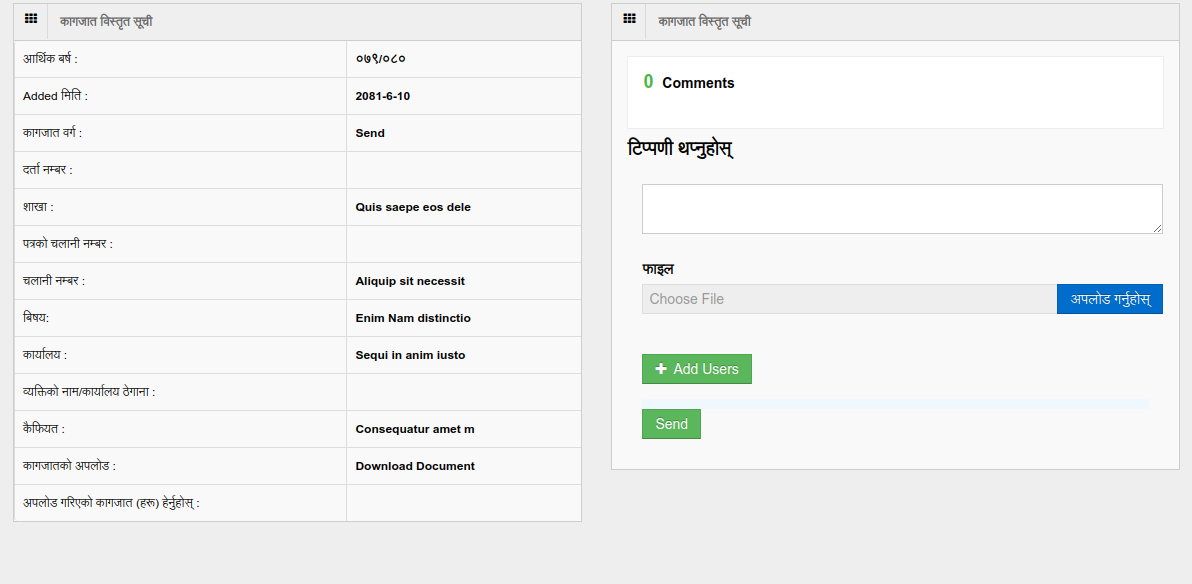 कागजात विस्तृत सूची
आर्थिक बर्ष : ०७९/०८०
Added मिति : 2081-6-10
कागजात वर्ग : Send
दर्ता नम्बर :
शाखा : Quis saepe eos dele
पत्रको चलानी नम्बर :
चलानी नम्बर : Aliquip sit necessit
बिषय: Enim Nam distinctio
कार्यालय : Sequi in anim iusto
व्यक्तिको नाम/कार्यालय ठेगाना :
कैफियत : Consequatur amet m
कागजातको अपलोड : Download Document
अपलोड गरिएको कागजात (हरू) हेर्नुहोस् :
कागजात विस्तृत सूची
0 Comments
टिप्पणी थप्नुहोस्
फाइल
Choose File अपलोड गर्नुहोस्
Add Users
Send